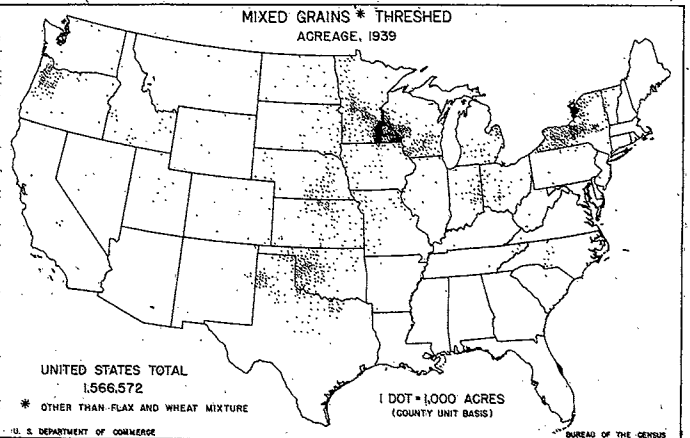 MIXED GRAINS * THRESHED
ACREAGE, 1939
UNITED STATES TOTAL
1,566,572
* OTHER THAN FLAX AND WHEAT MIXTURE
1 DOT = 1,000 ACRES
(COUNTY UNIT BASIS)
U. S. DEPARTMENT OF COMMERCE
BUREAU OF THE CENSUS